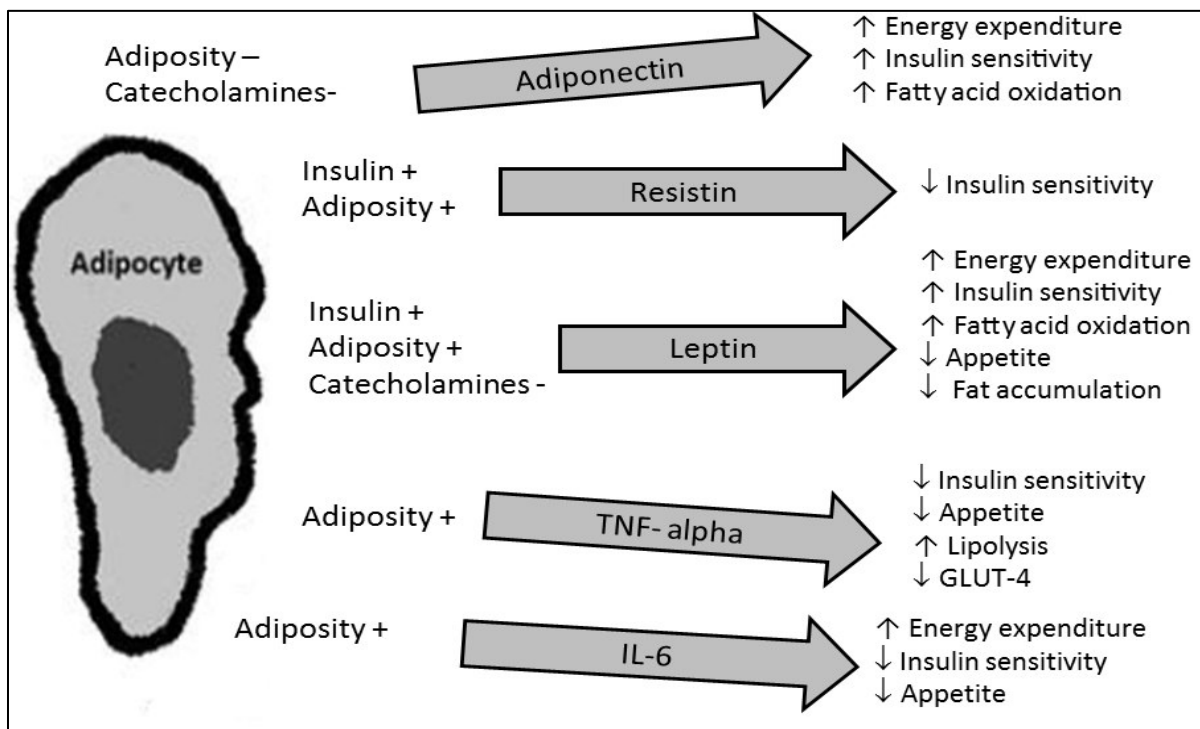 Adiposity –
Catecholamines-
Adiponectin
↑ Energy expenditure
↑ Insulin sensitivity
↑ Fatty acid oxidation
Insulin +
Adiposity +
Resistin
↓ Insulin sensitivity
Adipocyte
Insulin +
Adiposity +
Catecholamines -
Leptin
↑ Energy expenditure
↑ Insulin sensitivity
↑ Fatty acid oxidation
↓ Appetite
↓ Fat accumulation
Adiposity +
TNF- alpha
↓ Insulin sensitivity
↓ Appetite
↑ Lipolysis
↓ GLUT-4
Adiposity +
IL-6
↑ Energy expenditure
↓ Insulin sensitivity
↓ Appetite